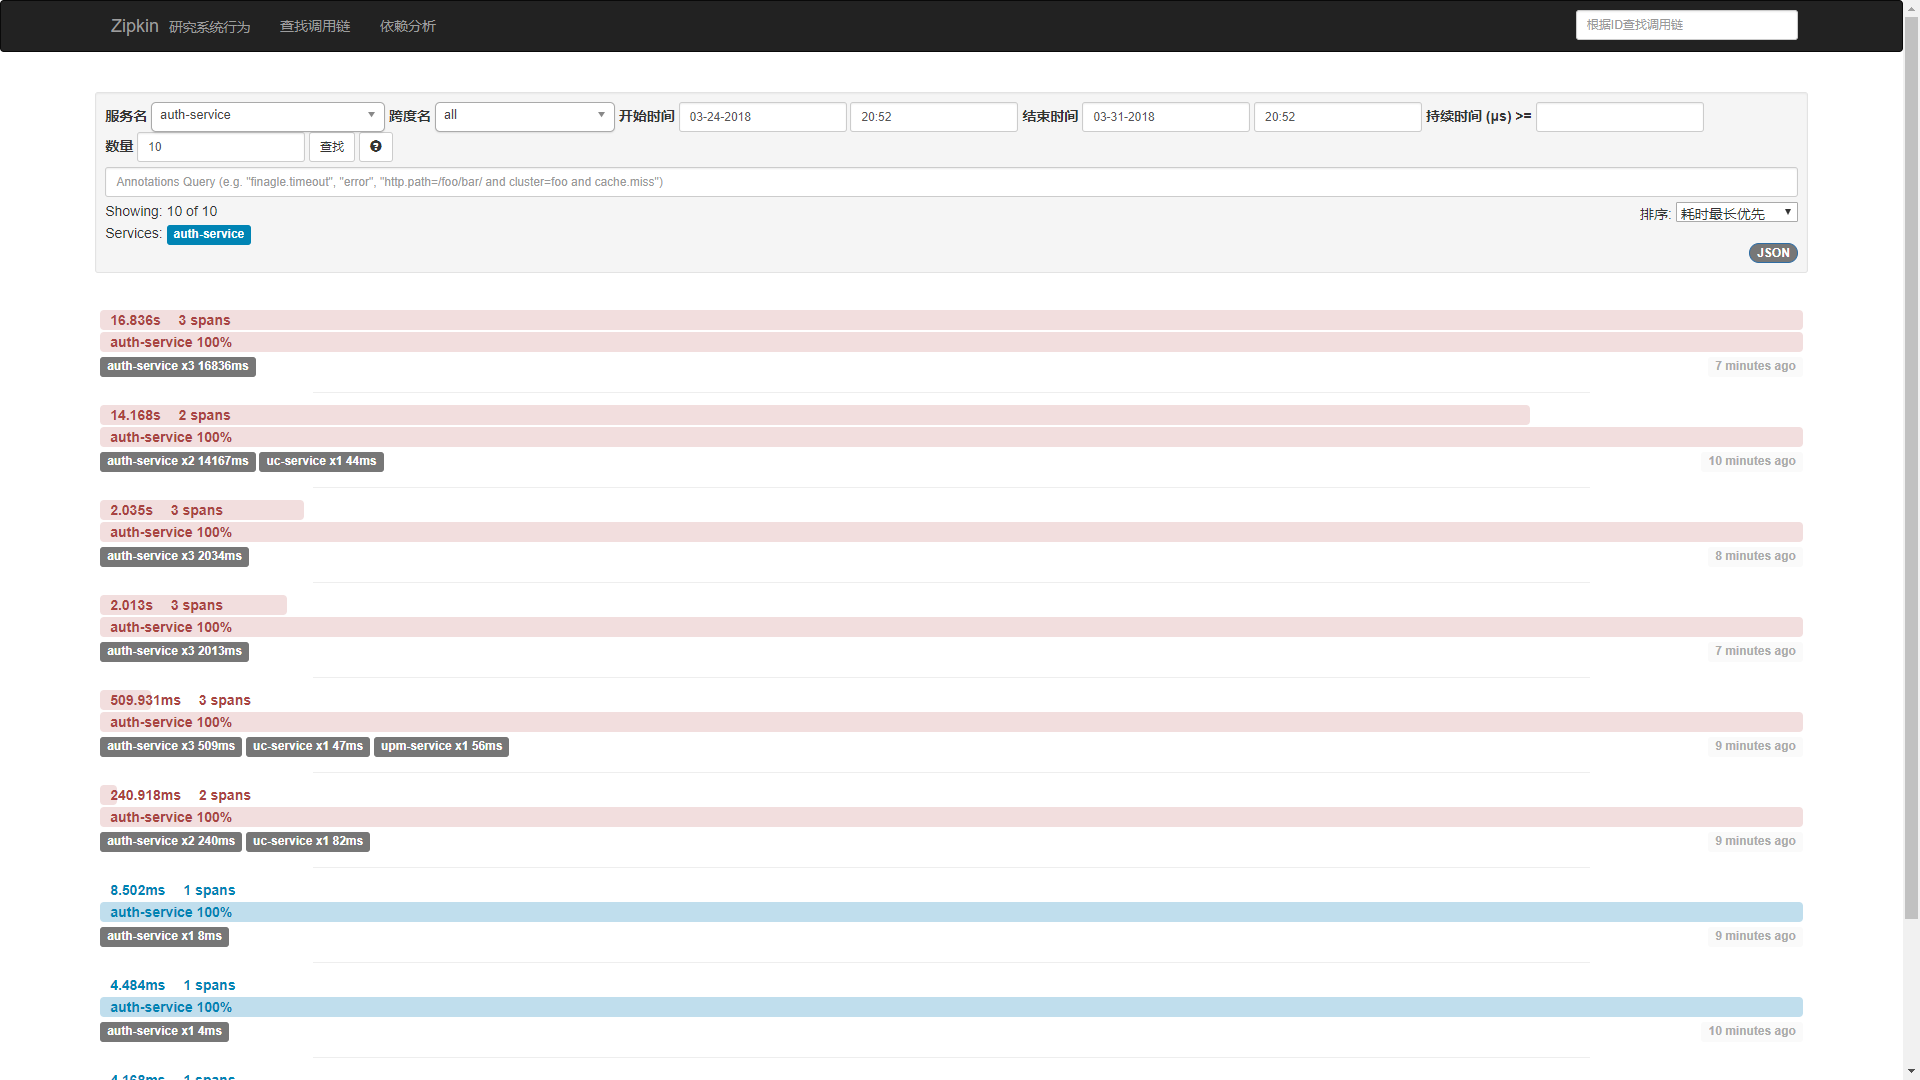 Zipkin 研究系统行为 查找调用链 依赖分析 根据ID查找调用链
服务名 auth-service 跨度名 all 开始时间 03-24-2018 20:52 结束时间 03-31-2018 20:52 持续时间 (μs) >=
数量 10 查找
Annotations Query (e.g. "finagle.timeout", "error", "http.path=/foo/bar/ and cluster=foo and cache.miss")
Showing: 10 of 10 排序: 耗时最长优先
Services: auth-service
JSON
16.836s 3 spans
auth-service 100%
auth-service x3 16836ms 7 minutes ago
14.168s 2 spans
auth-service 100%
auth-service x2 14167ms uc-service x1 44ms 10 minutes ago
2.035s 3 spans
auth-service 100%
auth-service x3 2034ms 8 minutes ago
2.013s 3 spans
auth-service 100%
auth-service x3 2013ms 7 minutes ago
509.931ms 3 spans
auth-service 100%
auth-service x3 509ms uc-service x1 47ms upm-service x1 56ms 9 minutes ago
240.918ms 2 spans
auth-service 100%
auth-service x2 240ms uc-service x1 82ms 9 minutes ago
8.502ms 1 spans
auth-service 100%
auth-service x1 8ms 9 minutes ago
4.484ms 1 spans
auth-service 100%
auth-service x1 4ms 10 minutes ago
4.168ms 1 spans